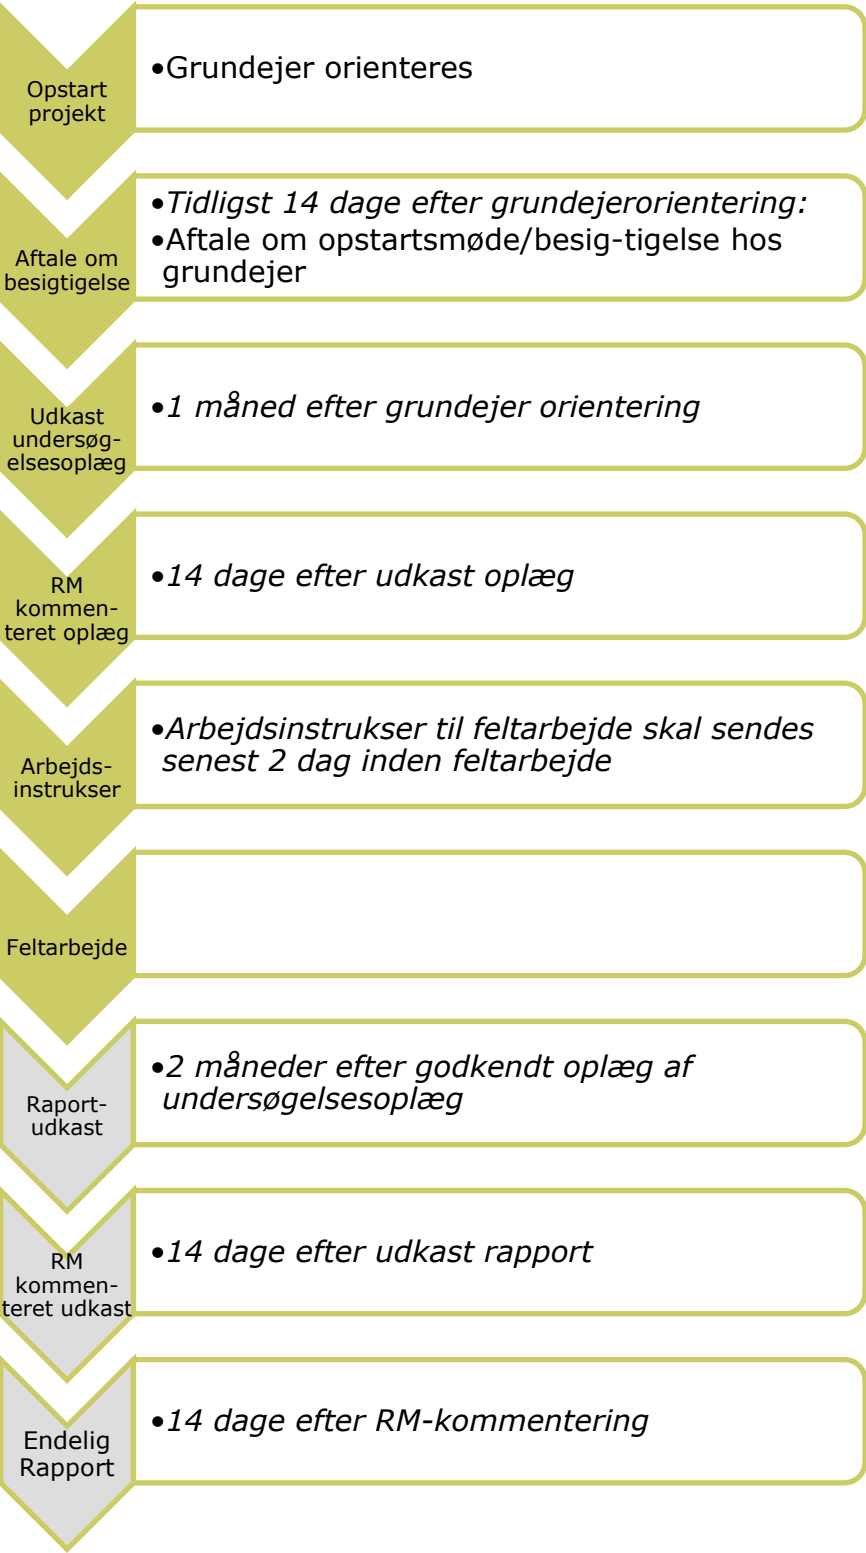 Opstart
projekt
•Grundejer orienteres
Aftale om
besigtigelse
•Tidligst 14 dage efter grundejerorientering:
•Aftale om opstartsmøde/besig-tigelse hos
grundejer
Udkast
undersøg-
elsesoplæg
•1 måned efter grundejer orientering
RM
kommen-
teret oplæg
•14 dage efter udkast oplæg
Arbejds-
instrukser
•Arbejdsinstrukser til feltarbejde skal sendes
senest 2 dag inden feltarbejde
Feltarbejde
Raport-
udkast
•2 måneder efter godkendt oplæg af
undersøgelsesoplæg
RM
kommen-
teret udkast
•14 dage efter udkast rapport
Endelig
Rapport
•14 dage efter RM-kommentering